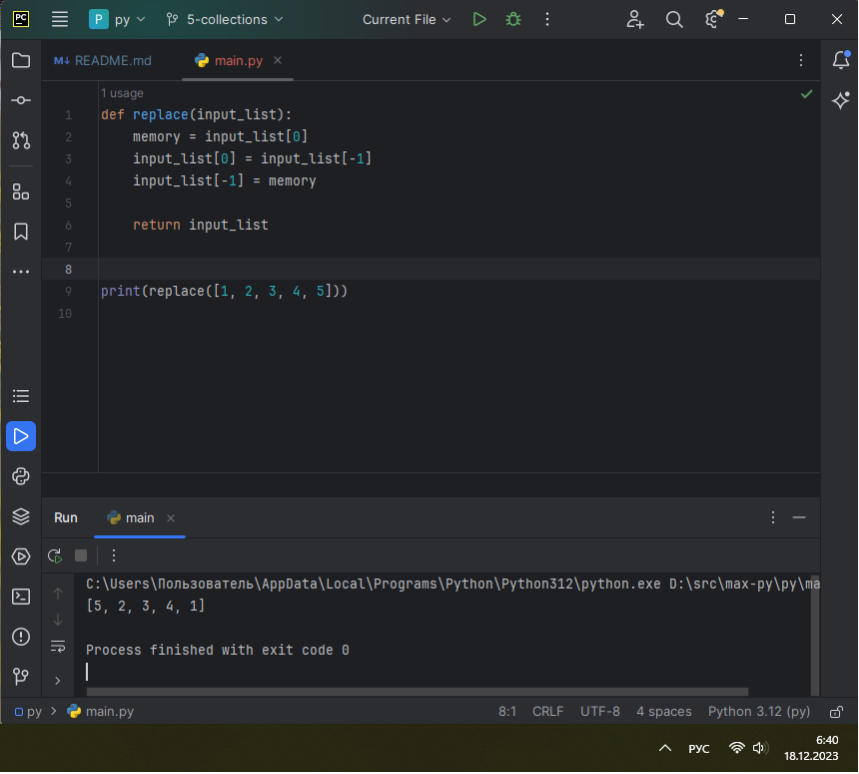 PC P py 5-collections Current File
M↓ README.md main.py
1 usage
1 def replace(input_list):
2 memory = input_list[0]
3 input_list[0] = input_list[-1]
4 input_list[-1] = memory
5
6 return input_list
7
8
9 print(replace([1, 2, 3, 4, 5]))
10
Run main
C:\Users\Пользователь\AppData\Local\Programs\Python\Python312\python.exe D:\src\max-py\py\ma
[5, 2, 3, 4, 1]
Process finished with exit code 0
py > main.py 8:1 CRLF UTF-8 4 spaces Python 3.12 (py)
РУС 6:40
18.12.2023